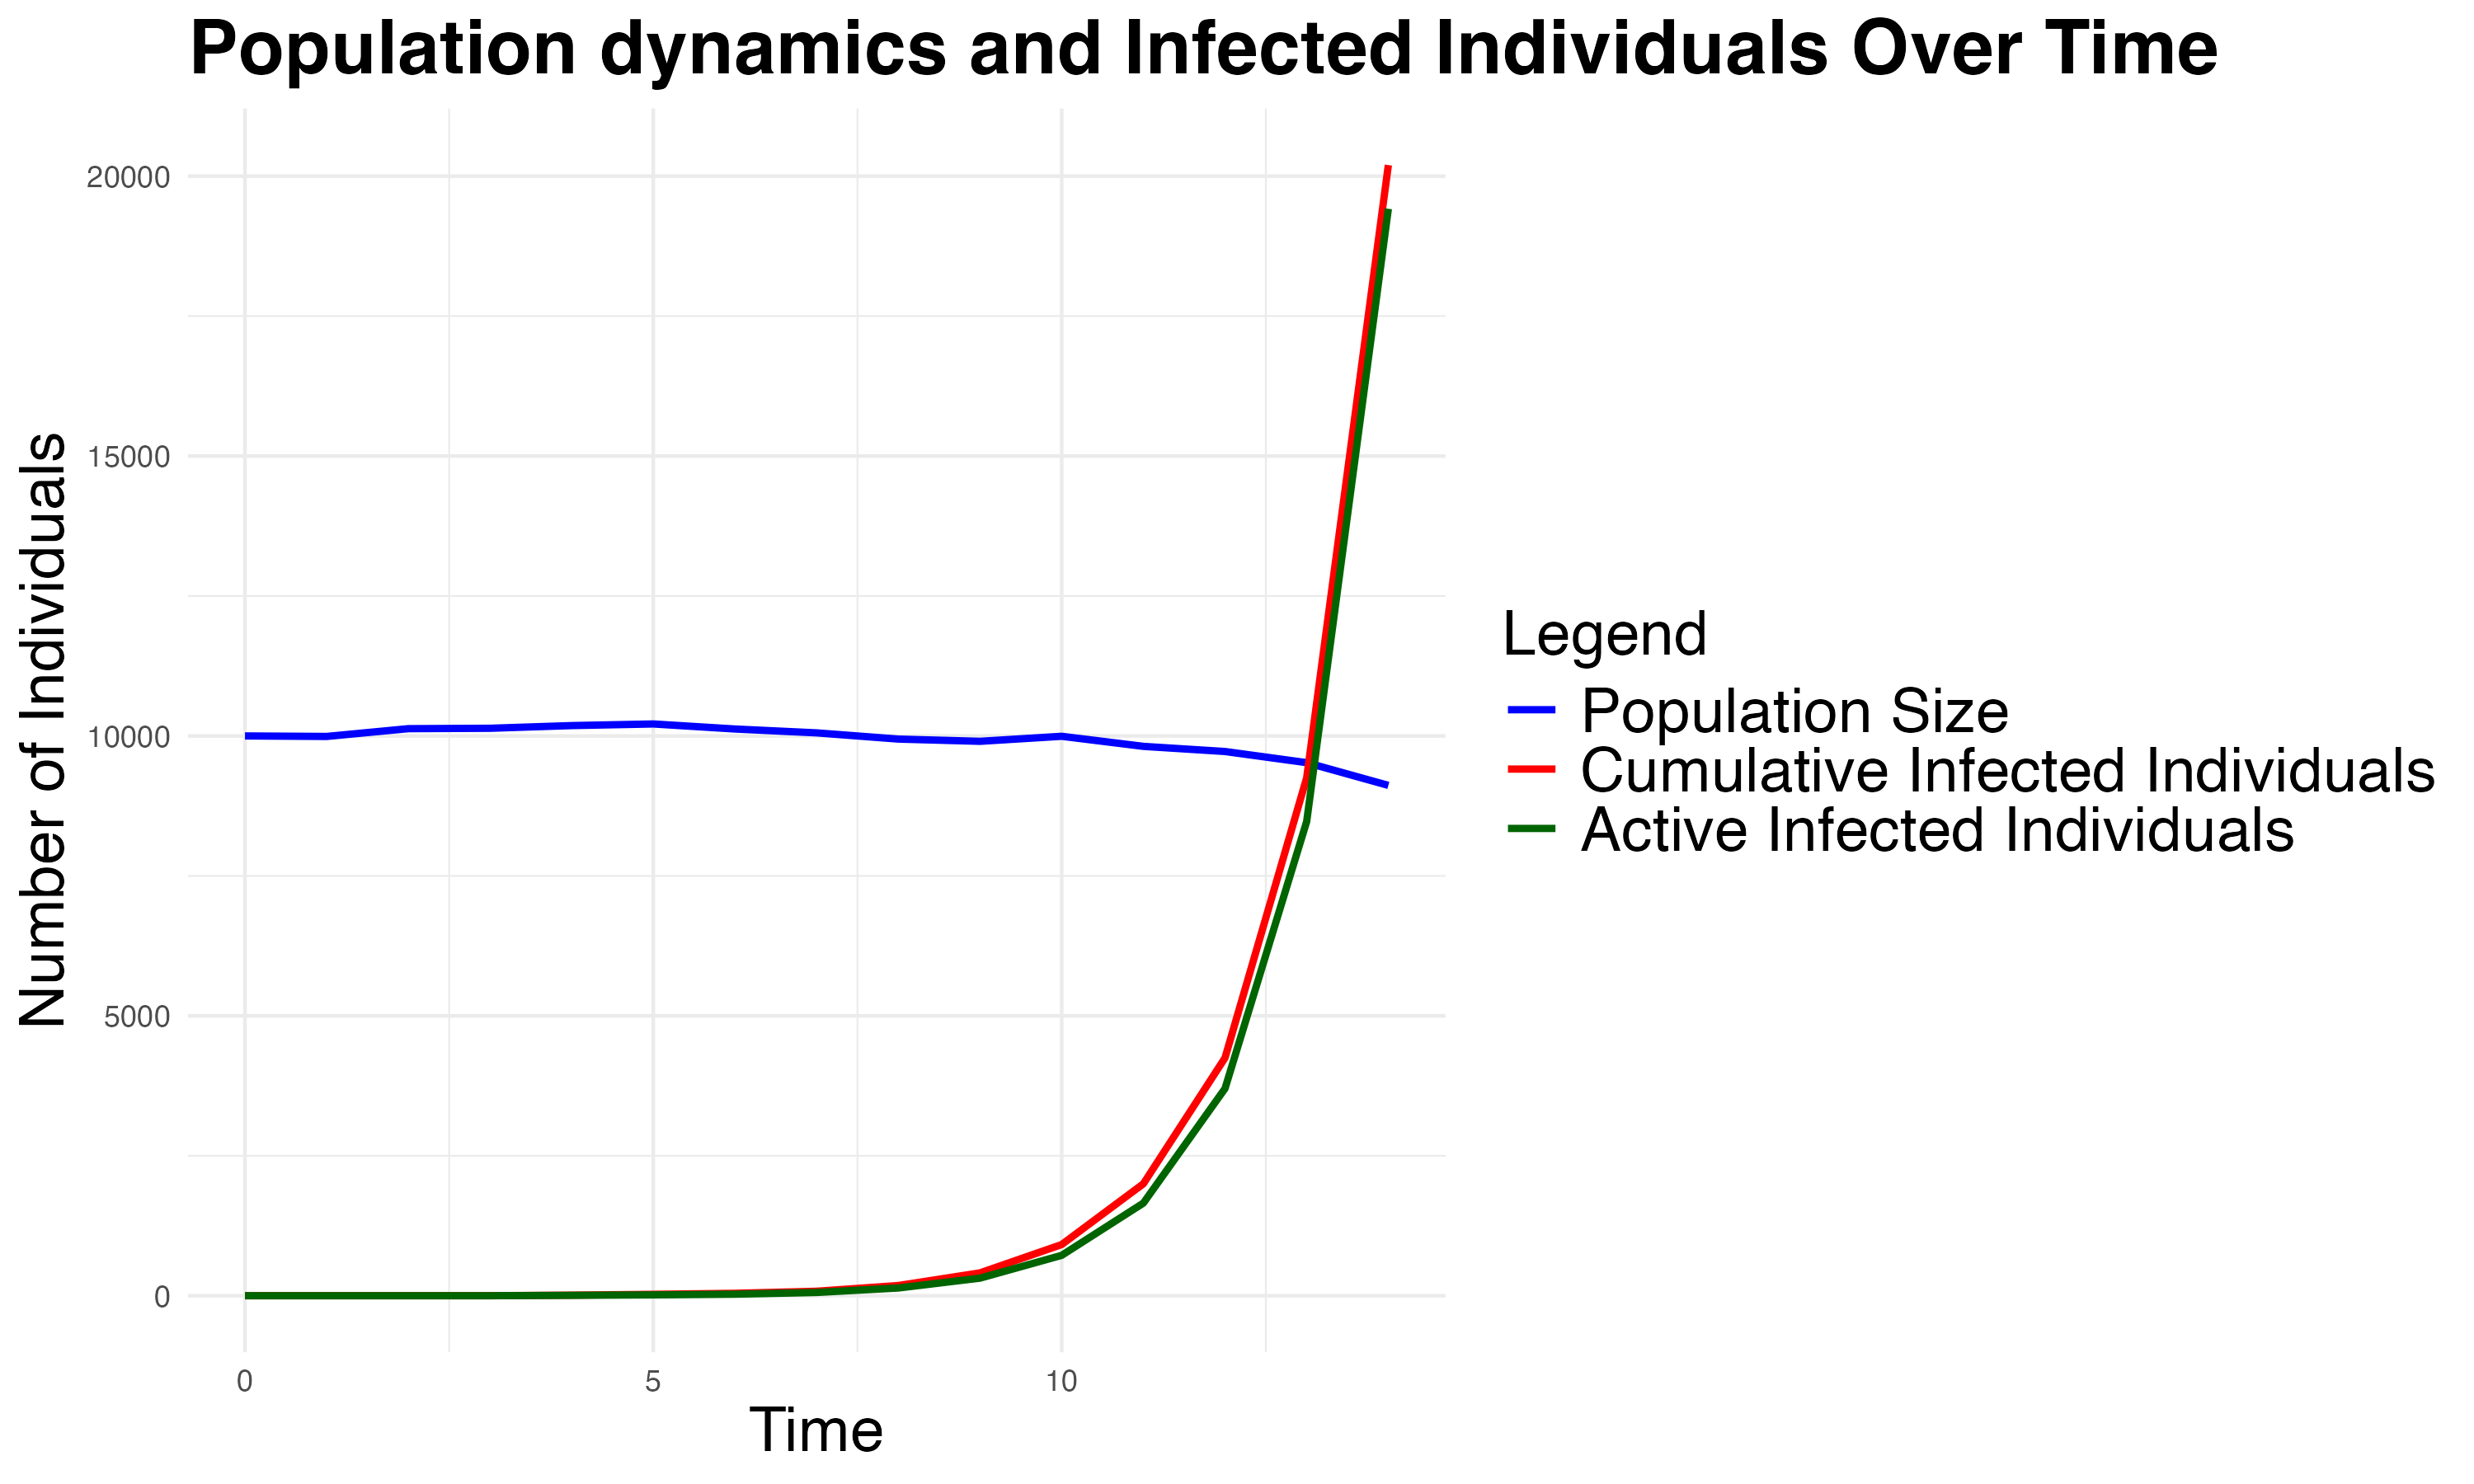 Population dynamics and Infected Individuals Over Time
Number of Individuals
20000
15000
10000
5000
0
0 5 10
Time
Legend
Population Size
Cumulative Infected Individuals
Active Infected Individuals